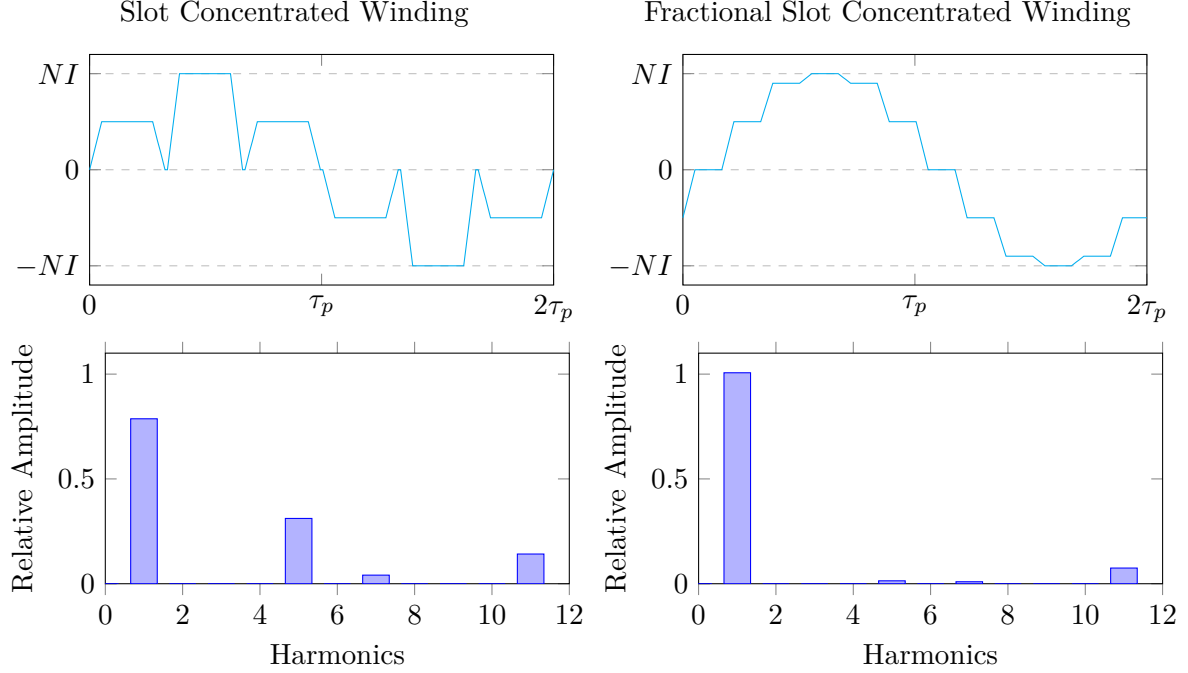 Slot Concentrated Winding
NI
0
−NI
0
τp
2τp
Fractional Slot Concentrated Winding
NI
0
−NI
0
τp
2τp
Relative Amplitude
1
0.5
0
0 2 4 6 8 10 12
Harmonics
Relative Amplitude
1
0.5
0
0 2 4 6 8 10 12
Harmonics